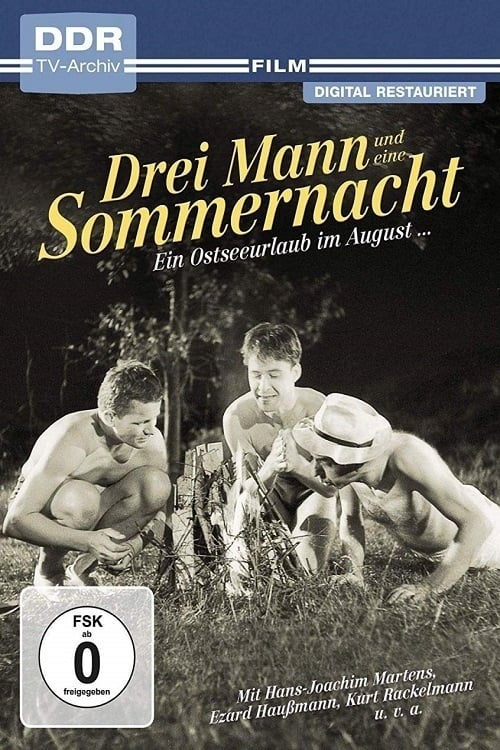 DDR
TV-Archiv
FILM
DIGITAL RESTAURIERT
Drei Mann und eine
Sommernacht
Ein Ostseeurlaub im August ...
FSK
ab
0
freigegeben
Mit Hans-Joachim Martens,
Ezard Haußmann, Kurt Rackelmann
u. v. a.